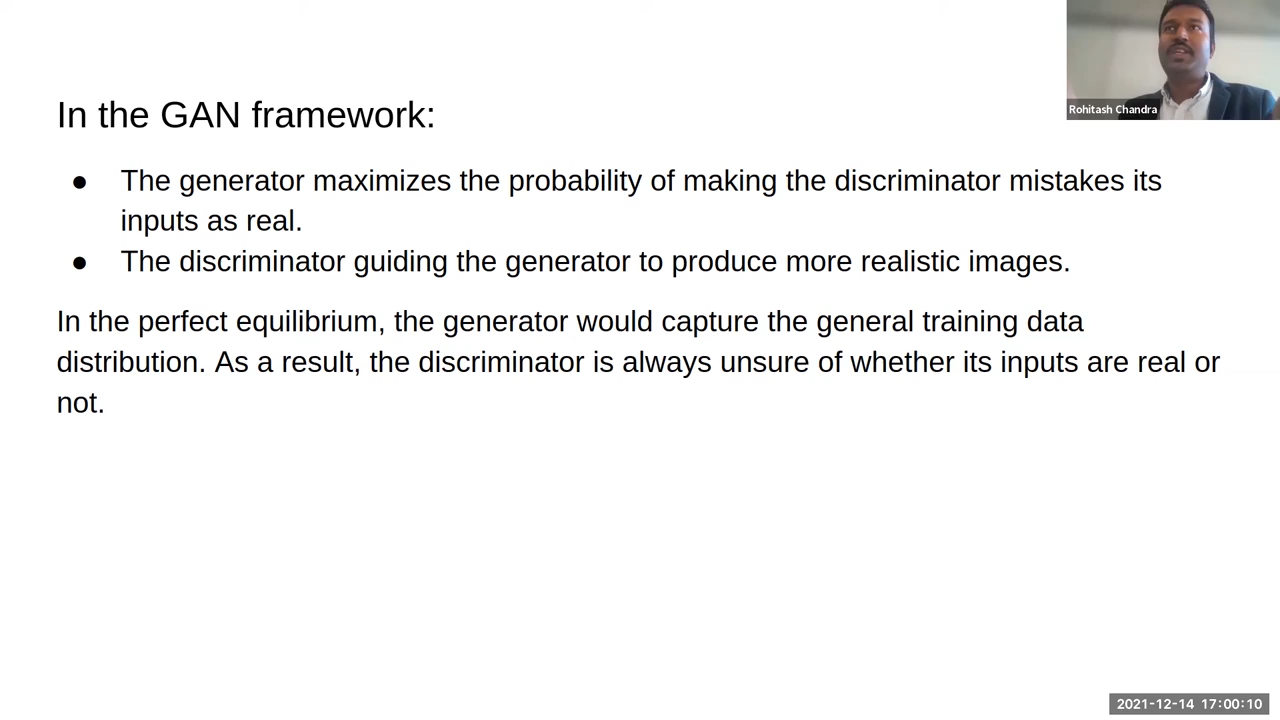 Rohitash Chandra
In the GAN framework:
● The generator maximizes the probability of making the discriminator mistakes its
inputs as real.
● The discriminator guiding the generator to produce more realistic images.
In the perfect equilibrium, the generator would capture the general training data
distribution. As a result, the discriminator is always unsure of whether its inputs are real or
not.
2021-12-14 17:00:10